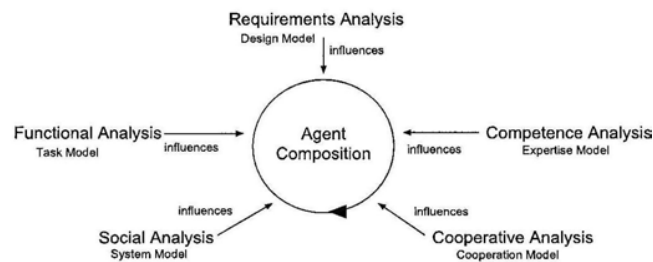 Requirements Analysis
Design Model
influences
Functional Analysis
Task Model
influences
Agent
Composition
Competence Analysis
Expertise Model
influences
influences
Social Analysis
System Model
influences
Cooperative Analysis
Cooperation Model